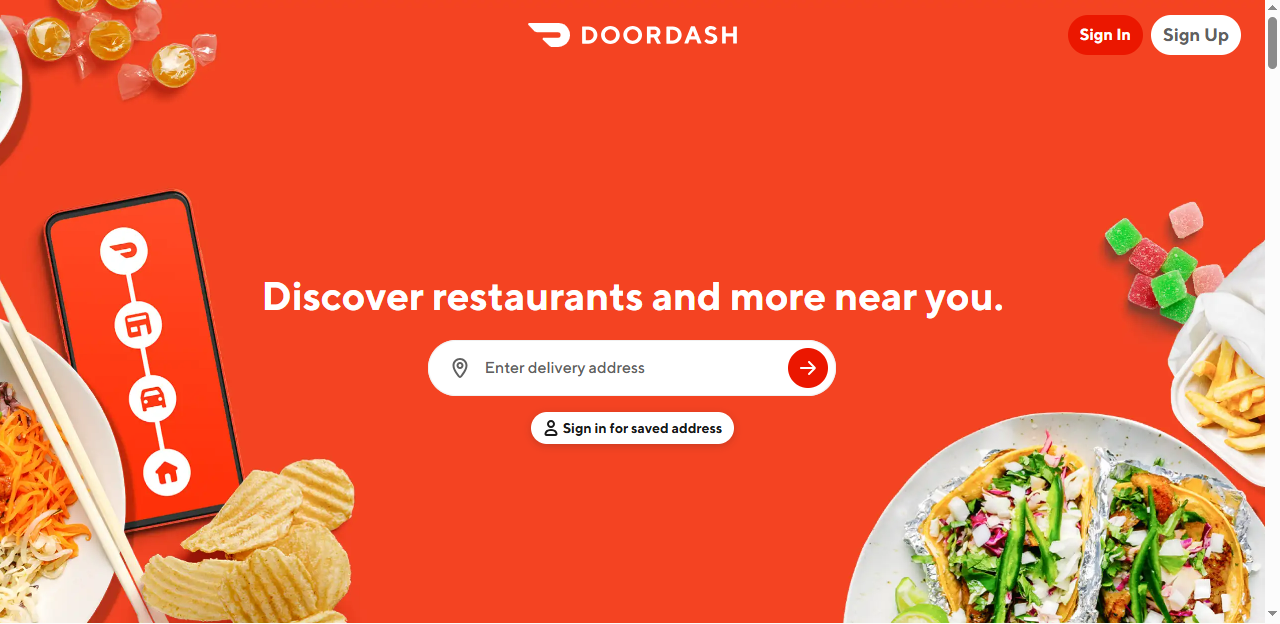 DOORDASH
Sign In
Sign Up
Discover restaurants and more near you.
Enter delivery address
Sign in for saved address